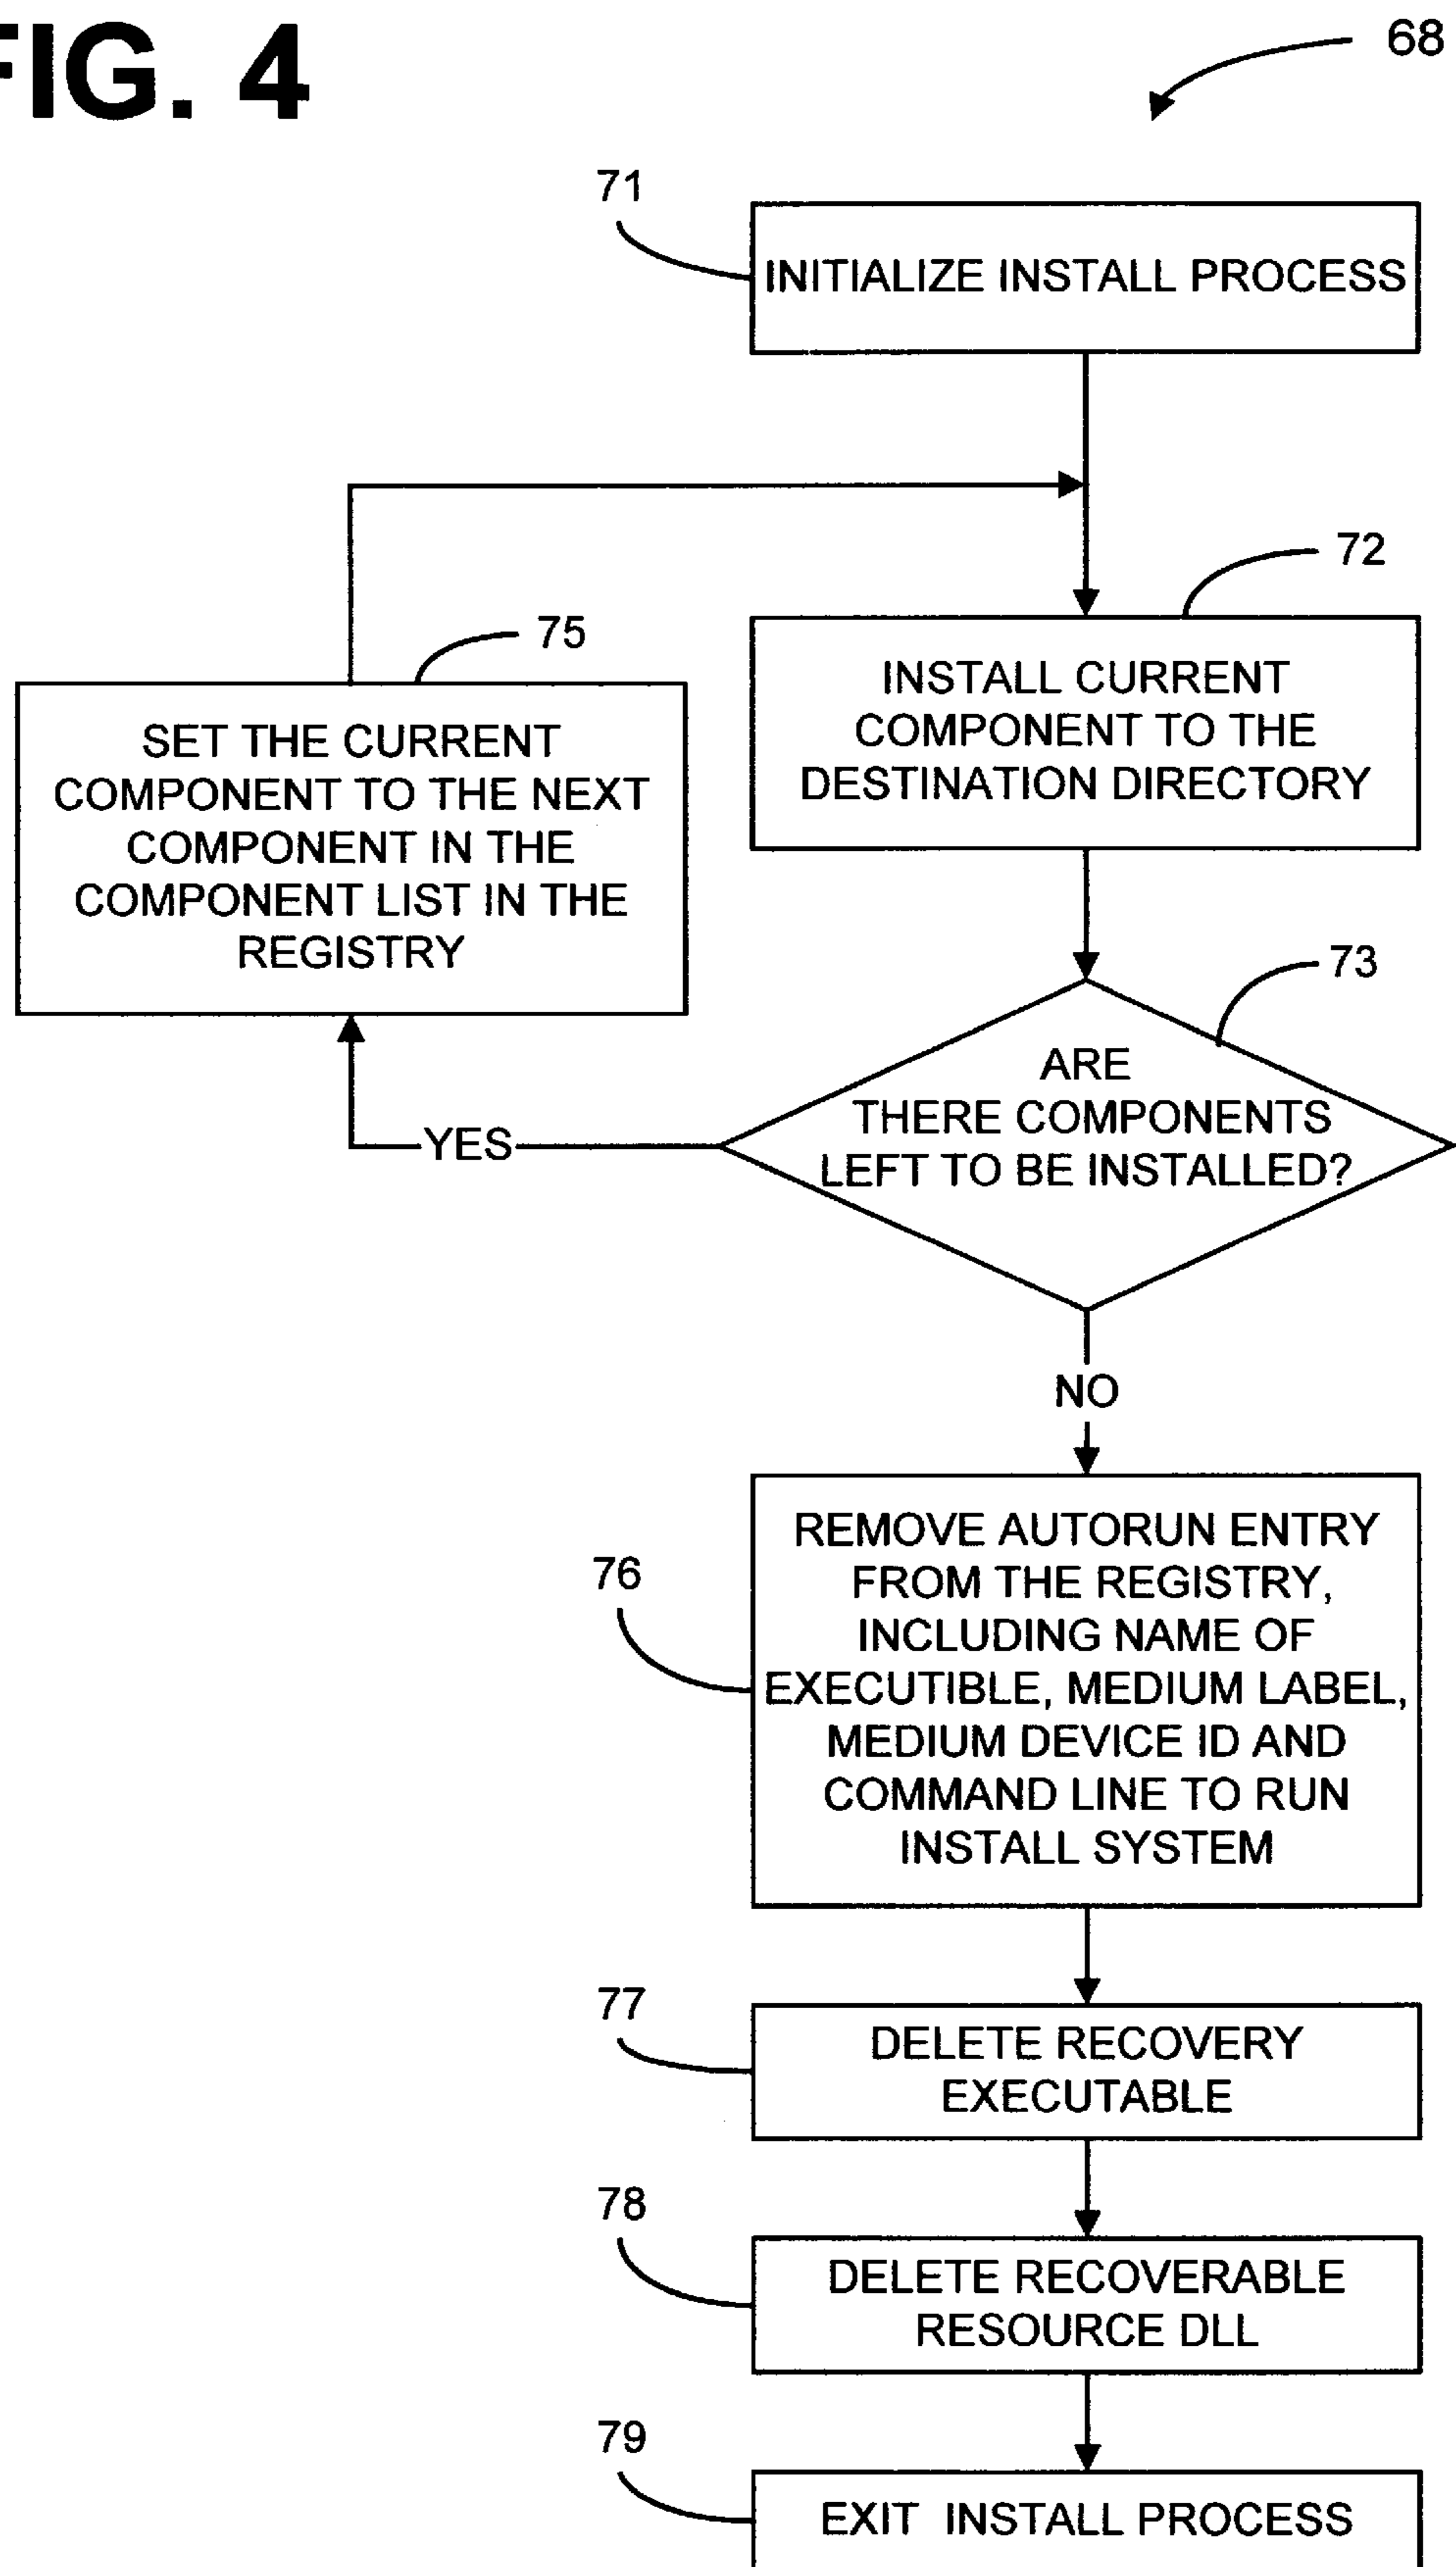 FIG. 4
68
71
INITIALIZE INSTALL PROCESS
72
INSTALL CURRENT
COMPONENT TO THE
DESTINATION DIRECTORY
75
SET THE CURRENT
COMPONENT TO THE NEXT
COMPONENT IN THE
COMPONENT LIST IN THE
REGISTRY
73
ARE
THERE COMPONENTS
LEFT TO BE INSTALLED?
YES
NO
76
REMOVE AUTORUN ENTRY
FROM THE REGISTRY,
INCLUDING NAME OF
EXECUTIBLE, MEDIUM LABEL,
MEDIUM DEVICE ID AND
COMMAND LINE TO RUN
INSTALL SYSTEM
77
DELETE RECOVERY
EXECUTABLE
78
DELETE RECOVERABLE
RESOURCE DLL
79
EXIT INSTALL PROCESS